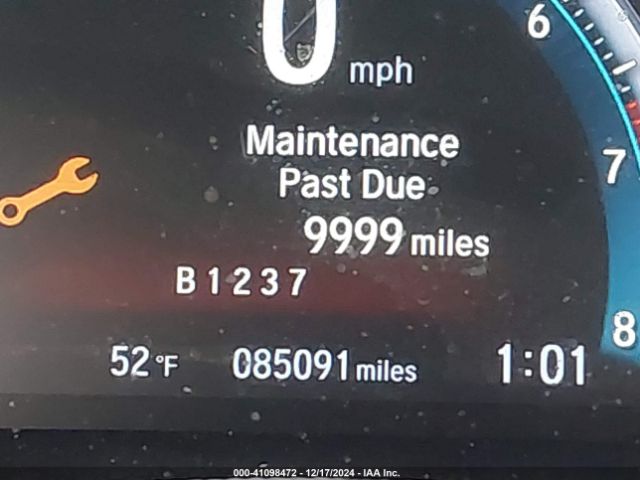 6
0 mph
Maintenance
Past Due
7
9999 miles
B1237
8
52°F 085091 miles 1:01
000-41098472 - 12/17/2024 - IAA Inc.